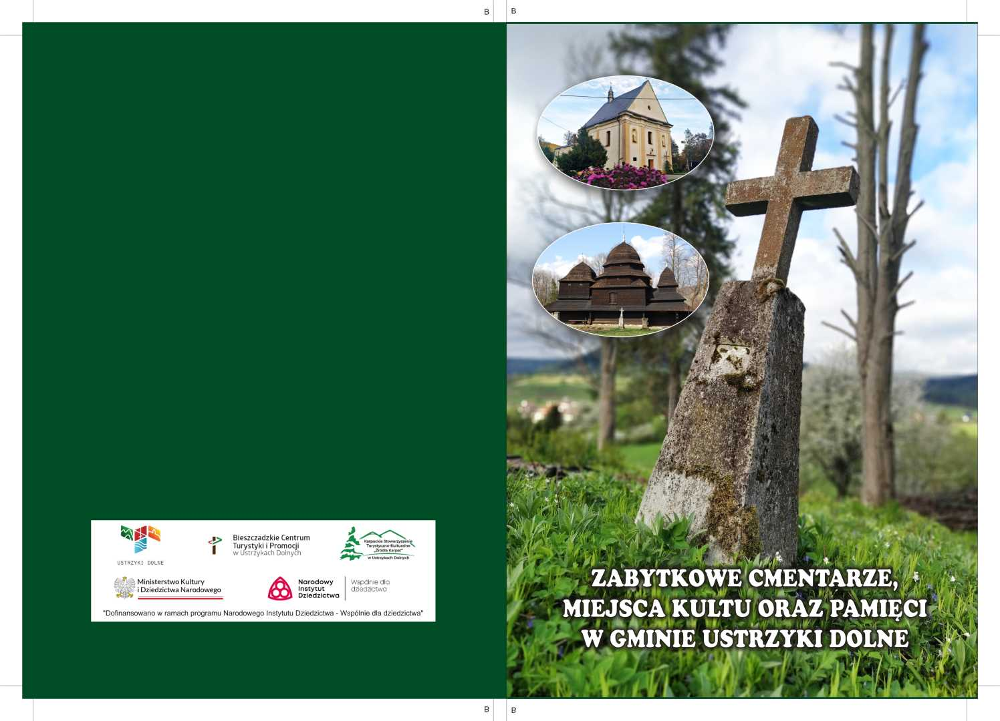 B
B
USTRZYKI DOLNE
Bieszczadzkie Centrum
Turystyki i Promocji
w Ustrzykach Dolnych
Karpackie Stowarzyszenie
Turystyczno-Kulturalne
„Źródła Karpat”
w Ustrzykach Dolnych
Ministerstwo Kultury
i Dziedzictwa Narodowego
Narodowy
Instytut
Dziedzictwa
Wspólnie dla
dziedzictwa
"Dofinansowano w ramach programu Narodowego Instytutu Dziedzictwa - Wspólnie dla dziedzictwa"
ZABYTKOWE CMENTARZE,
MIEJSCA KULTU ORAZ PAMIĘCI
W GMINIE USTRZYKI DOLNE
B
B